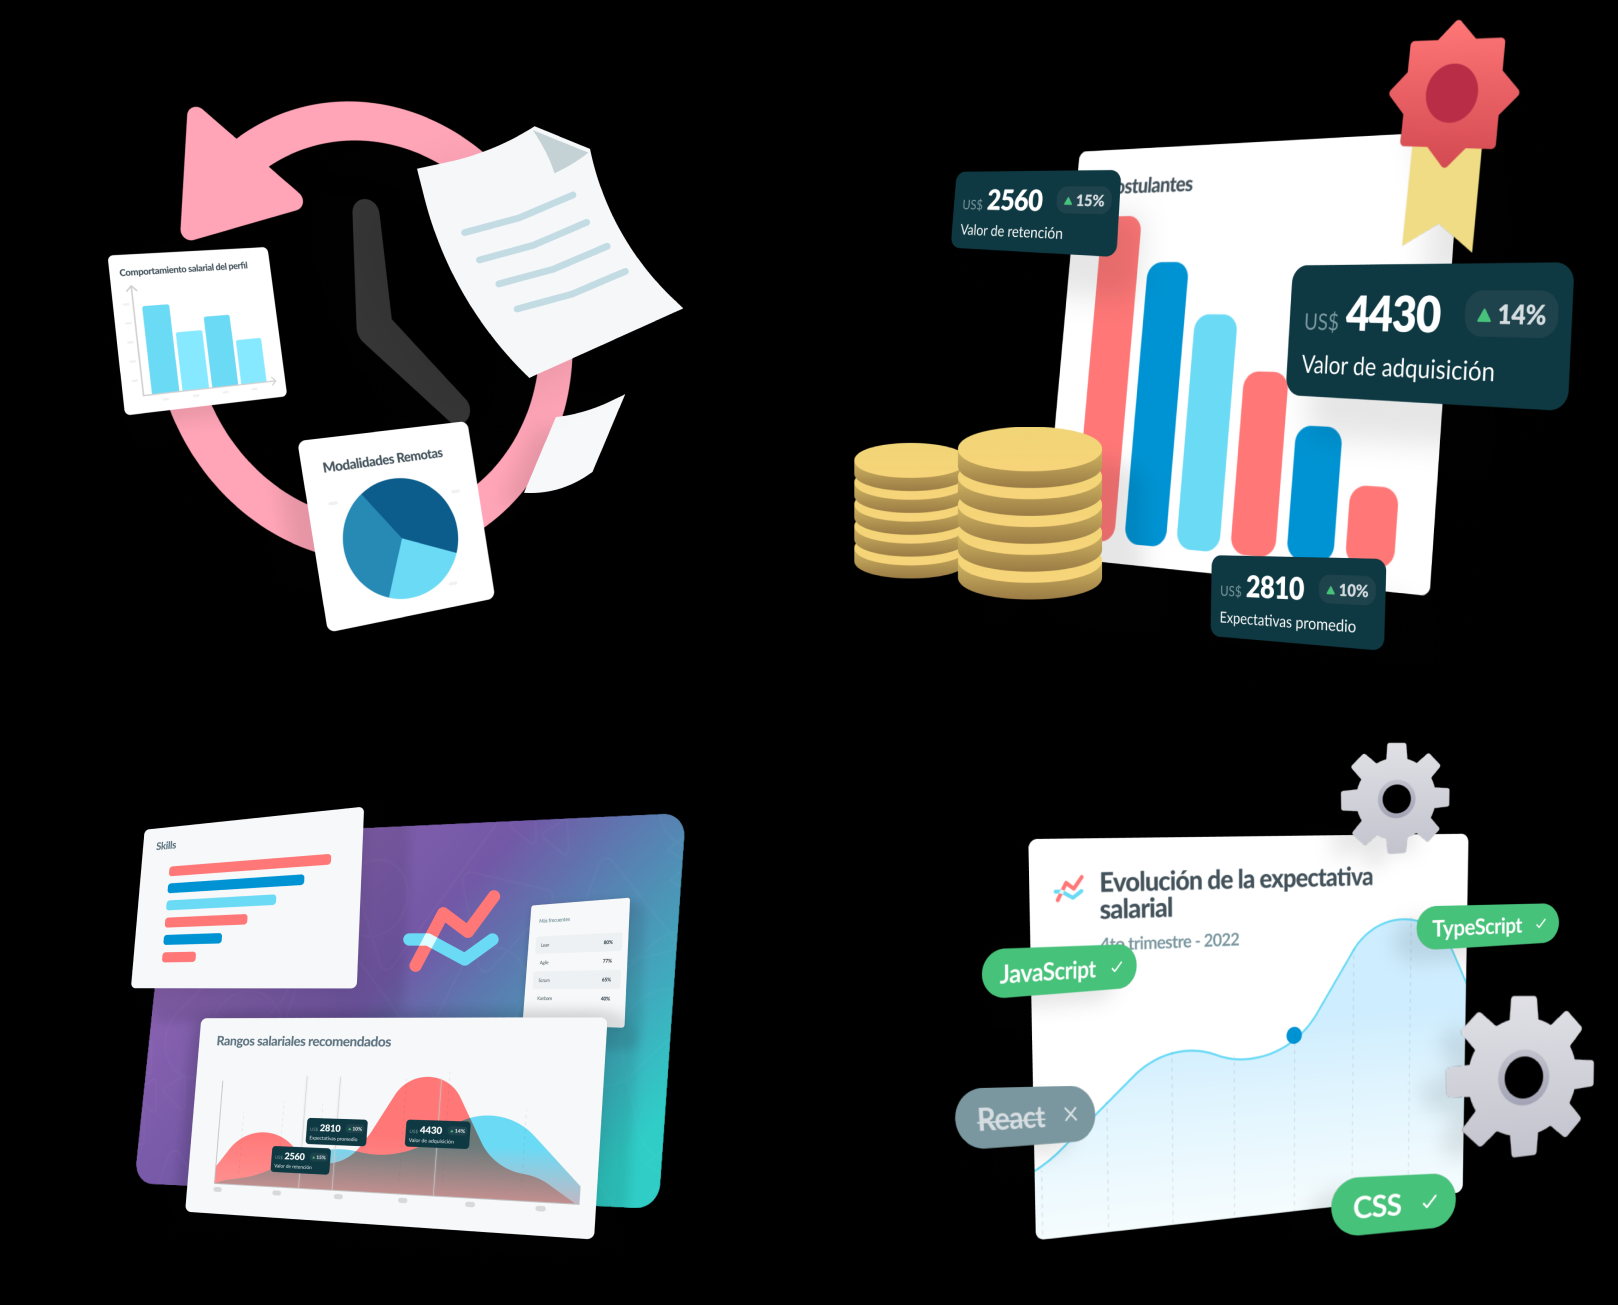 Comportamiento salarial del perfil
Modalidades Remotas
US$ 2560 15%
Valor de retención
US$ 4430 14%
Valor de adquisición
US$ 2810 10%
Expectativas promedio
Skills
Más frecuentes
Lean 80%
Agile 77%
Scrum 69%
Kanban 40%
Rangos salariales recomendados
US$ 2810 10%
Expectativas promedio
US$ 4430 14%
Valor de adquisición
US$ 2560 15%
Valor de retención
Evolución de la expectativa
salarial
4to trimestre - 2022
TypeScript
JavaScript
React
CSS